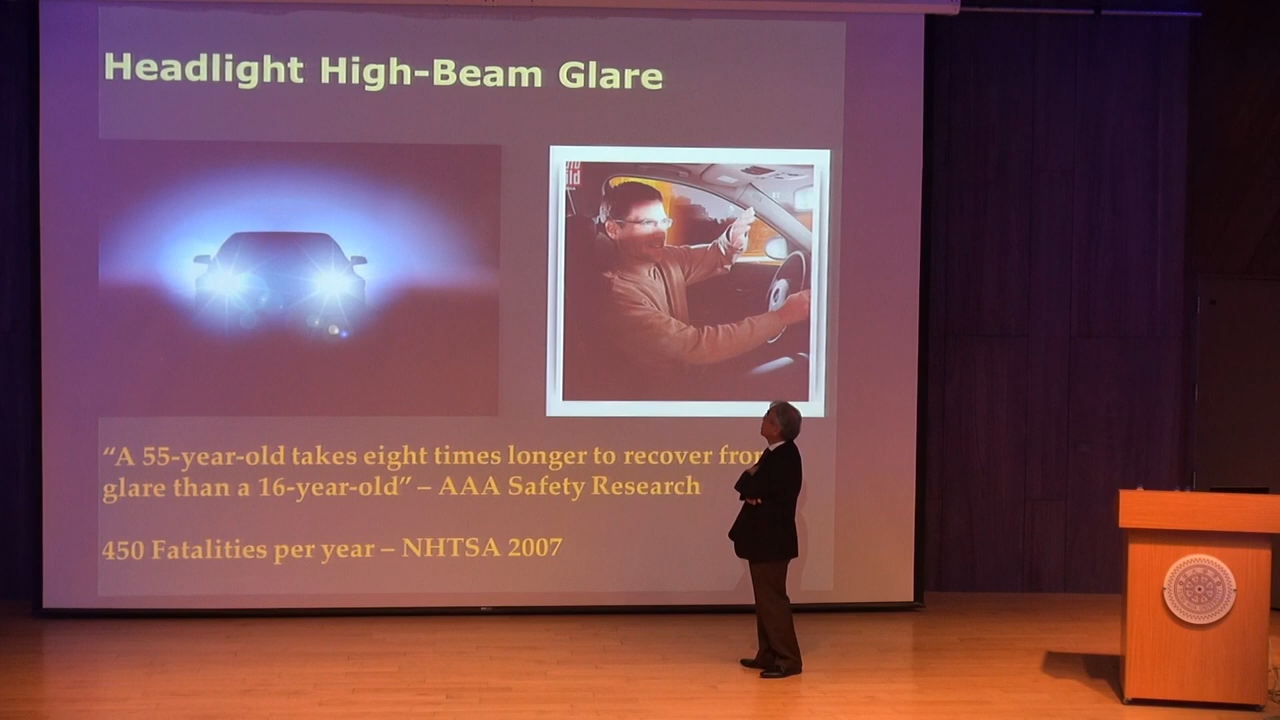 Headlight High-Beam Glare
“A 55-year-old takes eight times longer to recover from
glare than a 16-year-old” – AAA Safety Research
450 Fatalities per year – NHTSA 2007